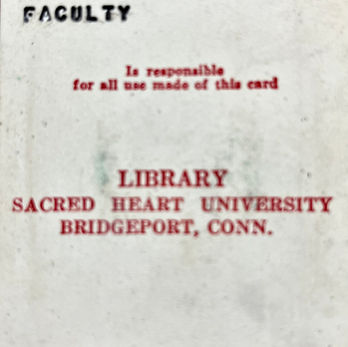 FACULTY
Is responsible
for all use made of this card
LIBRARY
SACRED HEART UNIVERSITY
BRIDGEPORT, CONN.